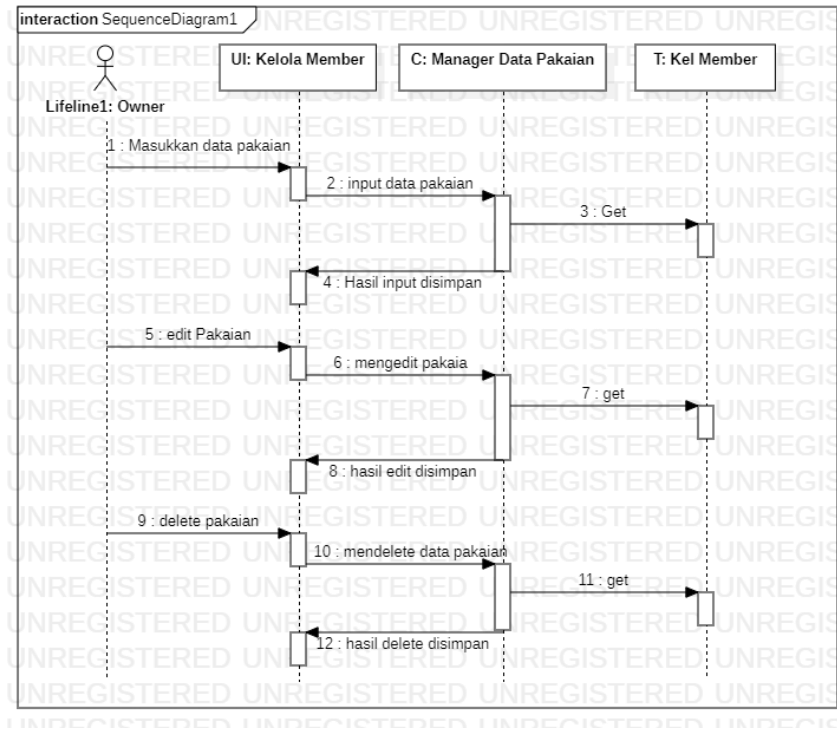 interaction SequenceDiagram1
UI: Kelola Member
C: Manager Data Pakaian
T: Kel Member
Lifeline1: Owner
1 : Masukkan data pakaian
2 : input data pakaian
3 : Get
4 : Hasil input disimpan
5 : edit Pakaian
6 : mengedit pakaia
7 : get
8 : hasil edit disimpan
9 : delete pakaian
10 : mendelete data pakaian
11 : get
12 : hasil delete disimpan
UNREGISTERED